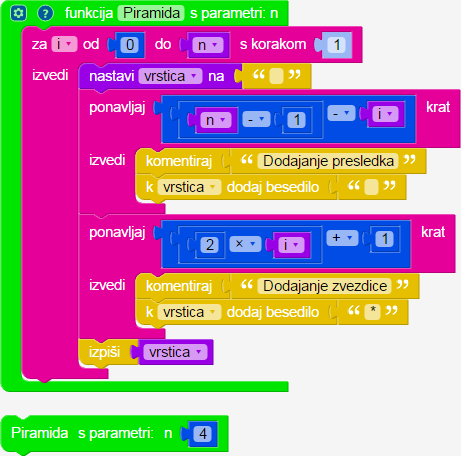 funkcija Piramida s parametri: n
za i od 0 do n s korakom 1
izvedi nastavi vrstica na “ ”
ponavljaj n - 1 - i krat
izvedi komentiraj “ Dodajanje presledka ”
k vrstica dodaj besedilo “ ”
ponavljaj 2 × i + 1 krat
izvedi komentiraj “ Dodajanje zvezdice ”
k vrstica dodaj besedilo “ * ”
izpiši vrstica
Piramida s parametri: n 4